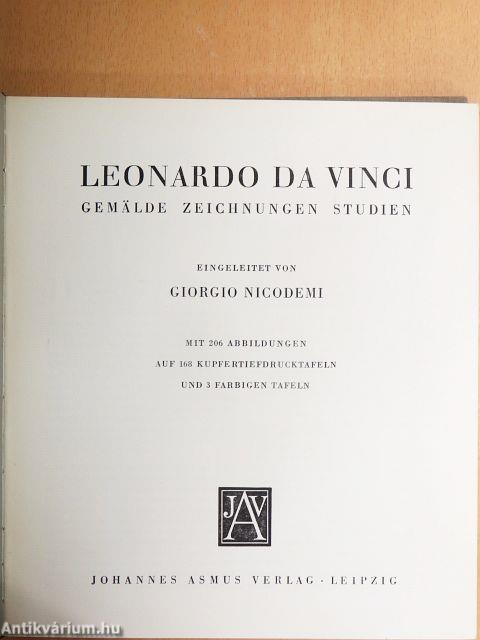 LEONARDO DA VINCI
GEMÄLDE ZEICHNUNGEN STUDIEN
EINGELEITET VON
GIORGIO NICODEMI
MIT 206 ABBILDUNGEN
AUF 168 KUPFERTIEFDRUCKTAFELN
UND 3 FARBIGEN TAFELN
JAV
JOHANNES ASMUS VERLAG · LEIPZIG
Antikvárium.hu